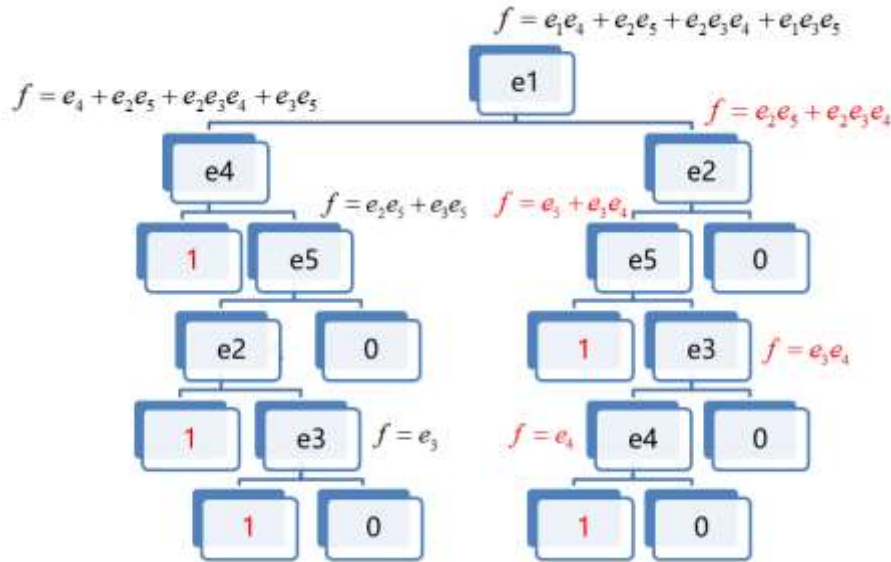 f = e₁e₄ + e₂e₅ + e₂e₃e₄ + e₁e₃e₅
e1
f = e₄ + e₂e₅ + e₂e₃e₄ + e₃e₅
f = e₂e₅ + e₂e₃e₄
e4
e2
f = e₂e₅ + e₃e₅
f = e₅ + e₃e₄
1
e5
e5
0
e2
0
1
e3
f = e₃e₄
1
e3
f = e₃
f = e₄
e4
0
1
0
1
0